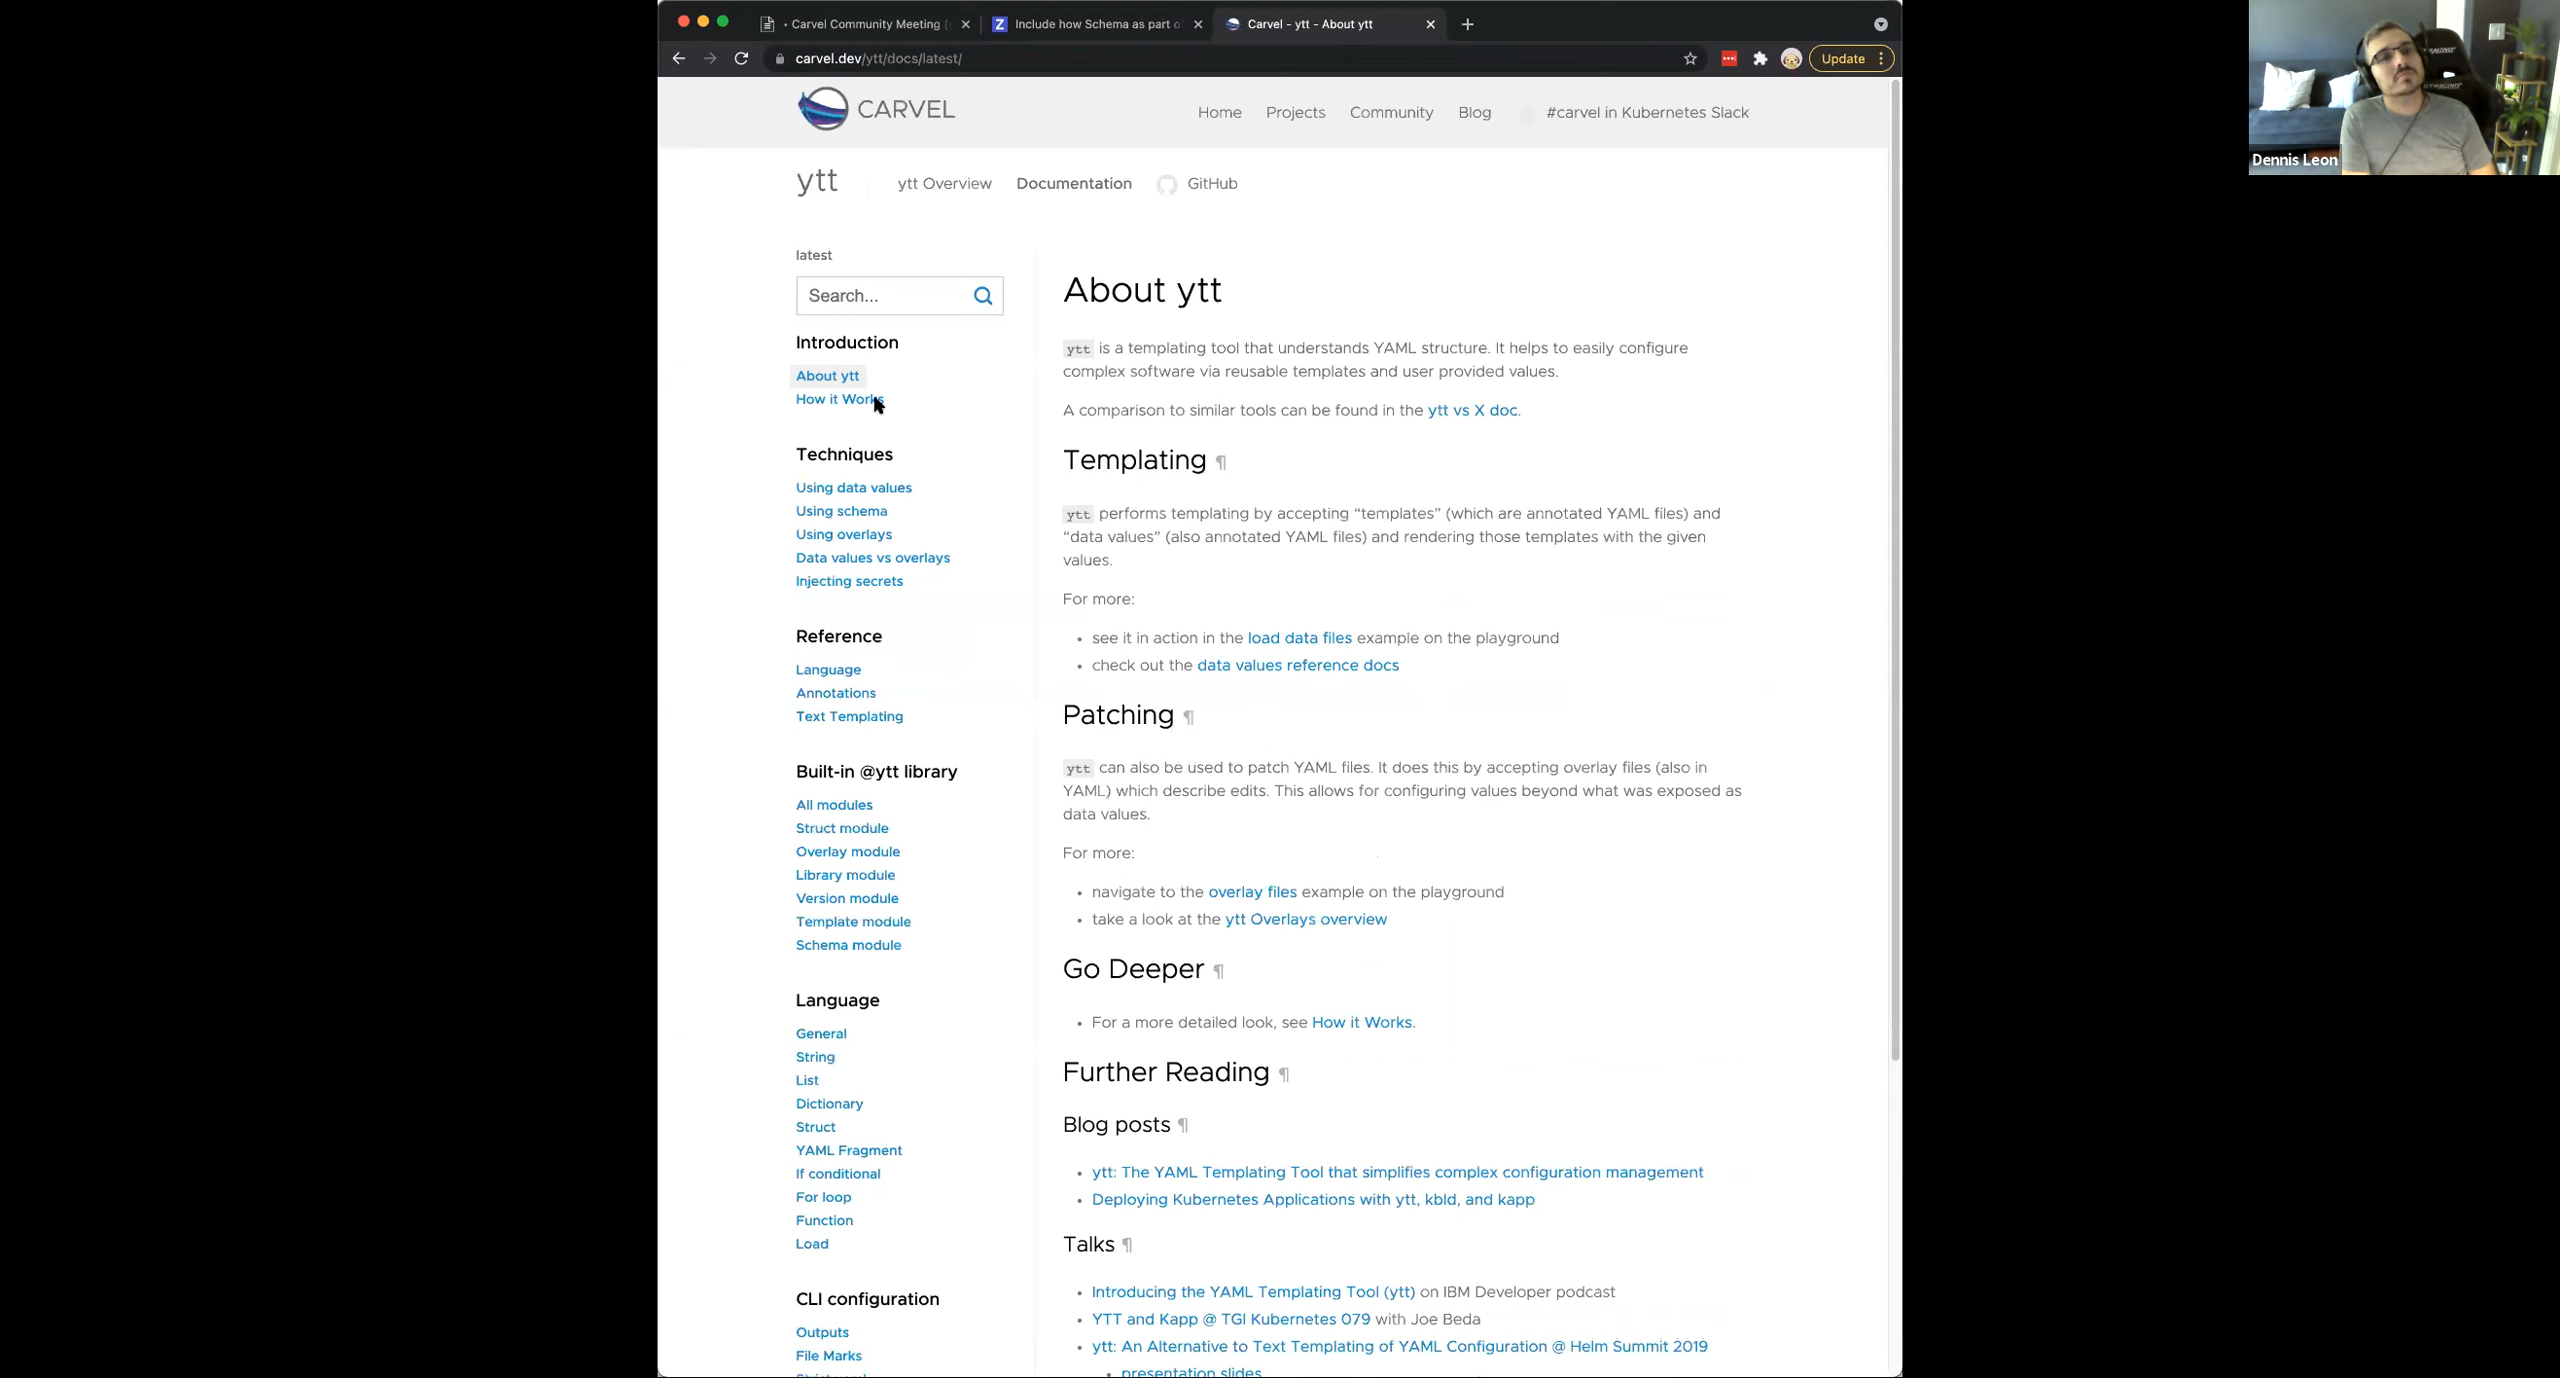 • Carvel Community Meeting
Include how Schema as part o
Carvel - ytt - About ytt
carvel.dev/ytt/docs/latest/
Update
CARVEL
Home
Projects
Community
Blog
#carvel in Kubernetes Slack
ytt
ytt Overview
Documentation
GitHub
latest
Search...
Introduction
About ytt
How it Works
Techniques
Using data values
Using schema
Using overlays
Data values vs overlays
Injecting secrets
Reference
Language
Annotations
Text Templating
Built-in @ytt library
All modules
Struct module
Overlay module
Library module
Version module
Template module
Schema module
Language
General
String
List
Dictionary
Struct
YAML Fragment
If conditional
For loop
Function
Load
CLI configuration
Outputs
File Marks
About ytt
ytt is a templating tool that understands YAML structure. It helps to easily configure
complex software via reusable templates and user provided values.
A comparison to similar tools can be found in the ytt vs X doc.
Templating ¶
ytt performs templating by accepting “templates” (which are annotated YAML files) and
“data values” (also annotated YAML files) and rendering those templates with the given
values.
For more:
• see it in action in the load data files example on the playground
• check out the data values reference docs
Patching ¶
ytt can also be used to patch YAML files. It does this by accepting overlay files (also in
YAML) which describe edits. This allows for configuring values beyond what was exposed as
data values.
For more:
• navigate to the overlay files example on the playground
• take a look at the ytt Overlays overview
Go Deeper ¶
• For a more detailed look, see How it Works.
Further Reading ¶
Blog posts ¶
• ytt: The YAML Templating Tool that simplifies complex configuration management
• Deploying Kubernetes Applications with ytt, kbld, and kapp
Talks ¶
• Introducing the YAML Templating Tool (ytt) on IBM Developer podcast
• YTT and Kapp @ TGI Kubernetes 079 with Joe Beda
• ytt: An Alternative to Text Templating of YAML Configuration @ Helm Summit 2019
• presentation slides
Dennis Leon